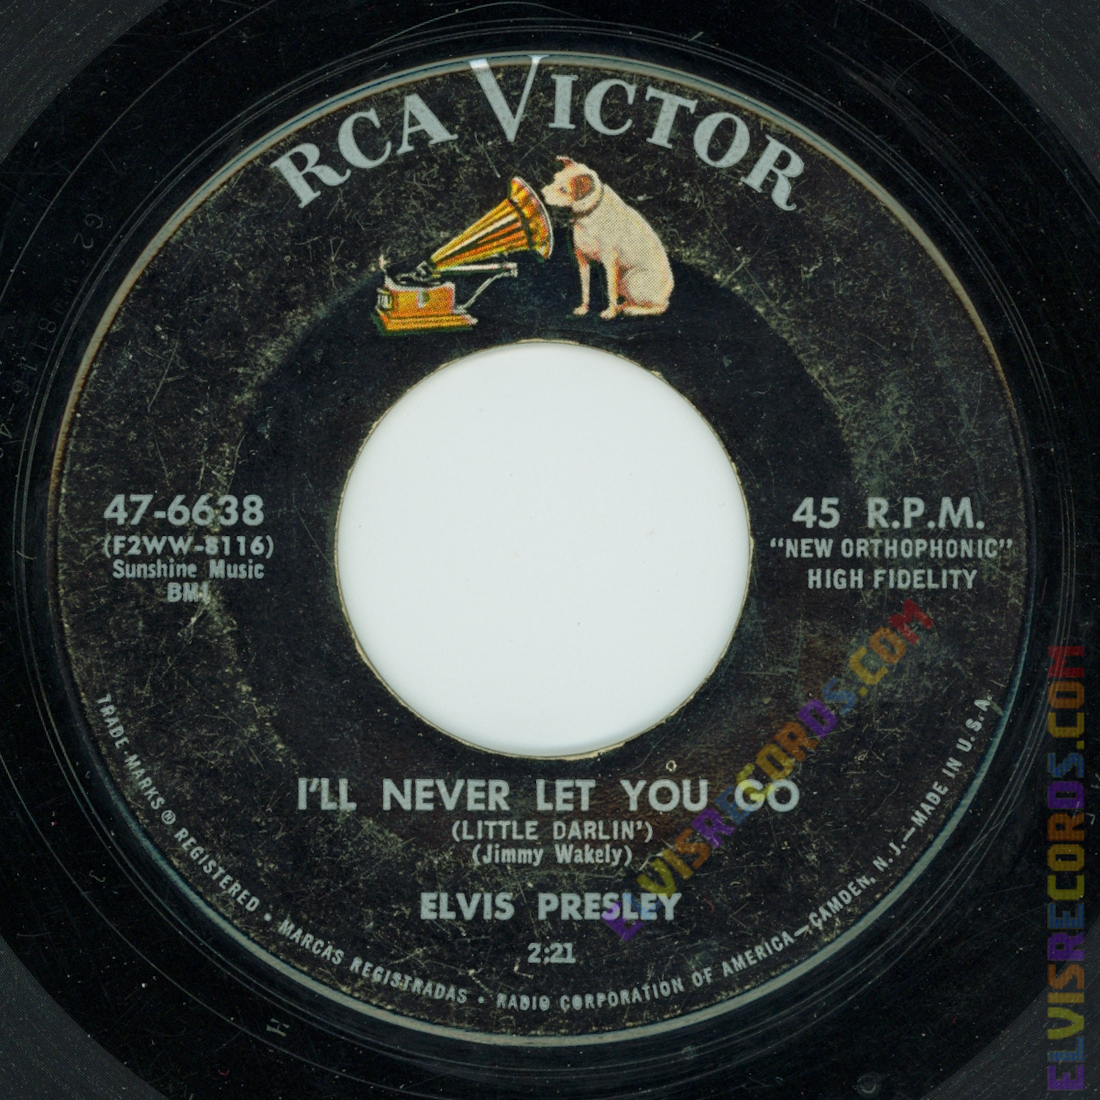 RCA VICTOR
47-6638
(F2WW-8116)
Sunshine Music
BMI
45 R.P.M.
"NEW ORTHOPHONIC"
HIGH FIDELITY
I'LL NEVER LET YOU GO
(LITTLE DARLIN')
(Jimmy Wakely)
ELVIS PRESLEY
2:21
TRADE MARKS ® REGISTERED • MARCAS REGISTRADAS • RADIO CORPORATION OF AMERICA—CAMDEN, N. J.—MADE IN U.S.A.
ELVISRECORDS.COM
ELVISRECORDS.COM